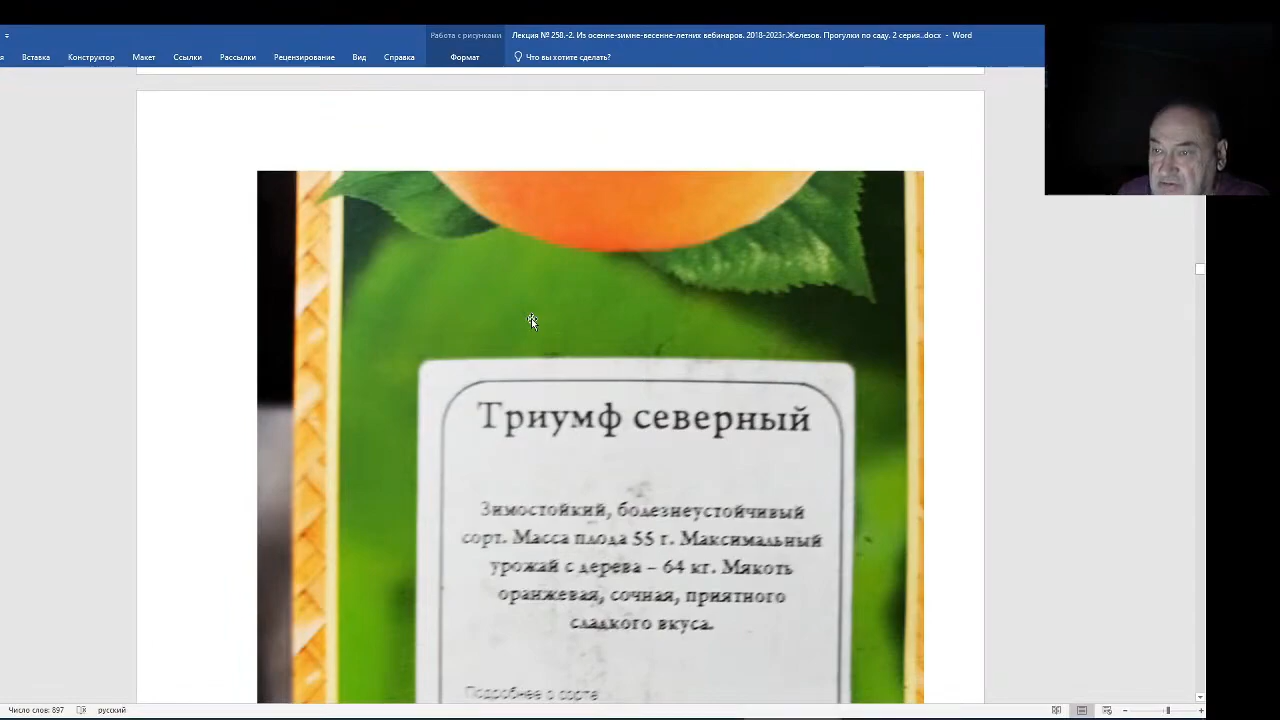 Работа с рисунками
Лекция № 258.-2. Из осенне-зимне-весенне-летних вебинаров. 2018-2023г.Железов. Прогулки по саду. 2 серия..docx - Word
Вставка Конструктор Макет Ссылки Рассылки Рецензирование Вид Справка Формат Что вы хотите сделать?
Триумф северный
Зимостойкий, болезнеустойчивый
сорт. Масса плода 55 г. Максимальный
урожай с дерева – 64 кг. Мякоть
оранжевая, сочная, приятного
сладкого вкуса.
Подробнее о сорте
Число слов: 897 русский